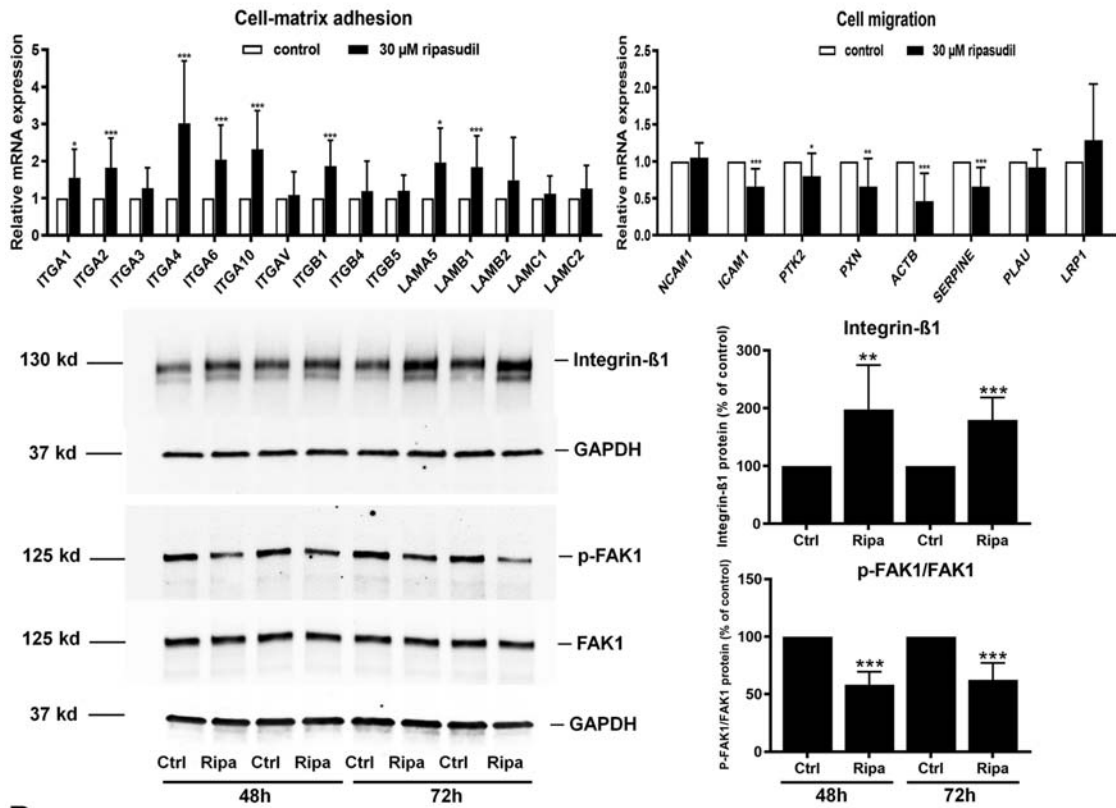 Cell-matrix adhesion
control 30 µM ripasudil
Relative mRNA expression
5
4
3
2
1
0
* *** *** *** *** *** * ***
ITGA1 ITGA2 ITGA3 ITGA4 ITGA6 ITGA10 ITGAV ITGB1 ITGB4 ITGB5 LAMA5 LAMB1 LAMB2 LAMC1 LAMC2
Cell migration
control 30 µM ripasudil
Relative mRNA expression
2.5
2.0
1.5
1.0
0.5
0.0
*** * ** *** ***
NCAM1 ICAM1 PTK2 PXN ACTB SERPINE PLAU LRP1
130 kd Integrin-ß1
37 kd GAPDH
125 kd p-FAK1
125 kd FAK1
37 kd GAPDH
Ctrl Ripa Ctrl Ripa Ctrl Ripa Ctrl Ripa
48h 72h
Integrin-ß1
Integrin-ß1 protein (% of control)
300
200
100
0
** ***
Ctrl Ripa Ctrl Ripa
p-FAK1/FAK1
P-FAK1/FAK1 protein (% of control)
150
100
50
0
*** ***
Ctrl Ripa Ctrl Ripa
48h 72h